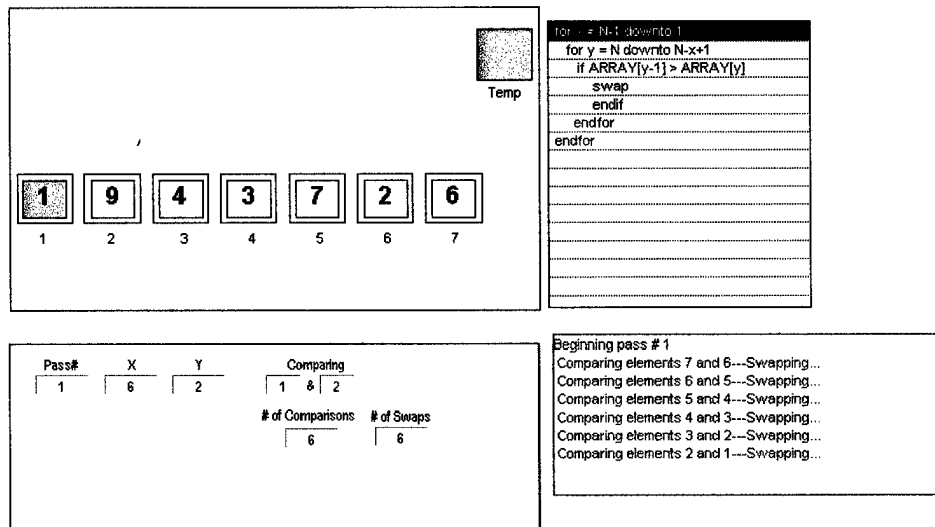 Temp
1 9 4 3 7 2 6
1 2 3 4 5 6 7
for = N-1 downto 1
for y = N downto N-x+1
if ARRAY[y-1] > ARRAY[y]
swap
endif
endfor
endfor
Pass# X Y Comparing
1 6 2 1 & 2
# of Comparisons # of Swaps
6 6
Beginning pass # 1
Comparing elements 7 and 6---Swapping...
Comparing elements 6 and 5---Swapping...
Comparing elements 5 and 4---Swapping...
Comparing elements 4 and 3---Swapping...
Comparing elements 3 and 2---Swapping...
Comparing elements 2 and 1---Swapping...